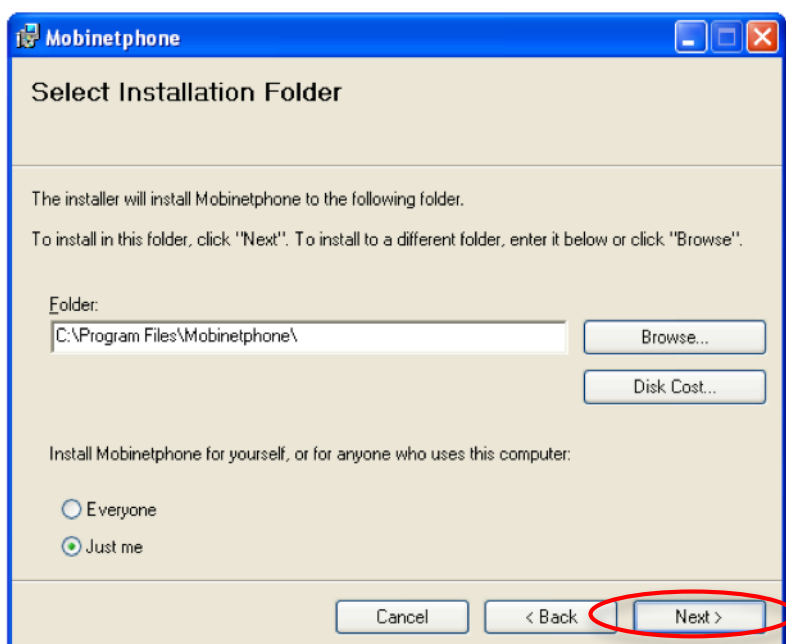 Mobinetphone
Select Installation Folder
The installer will install Mobinetphone to the following folder.
To install in this folder, click "Next". To install to a different folder, enter it below or click "Browse".
Folder:
C:\Program Files\Mobinetphone\
Browse...
Disk Cost...
Install Mobinetphone for yourself, or for anyone who uses this computer:
Everyone
Just me
Cancel
< Back
Next >